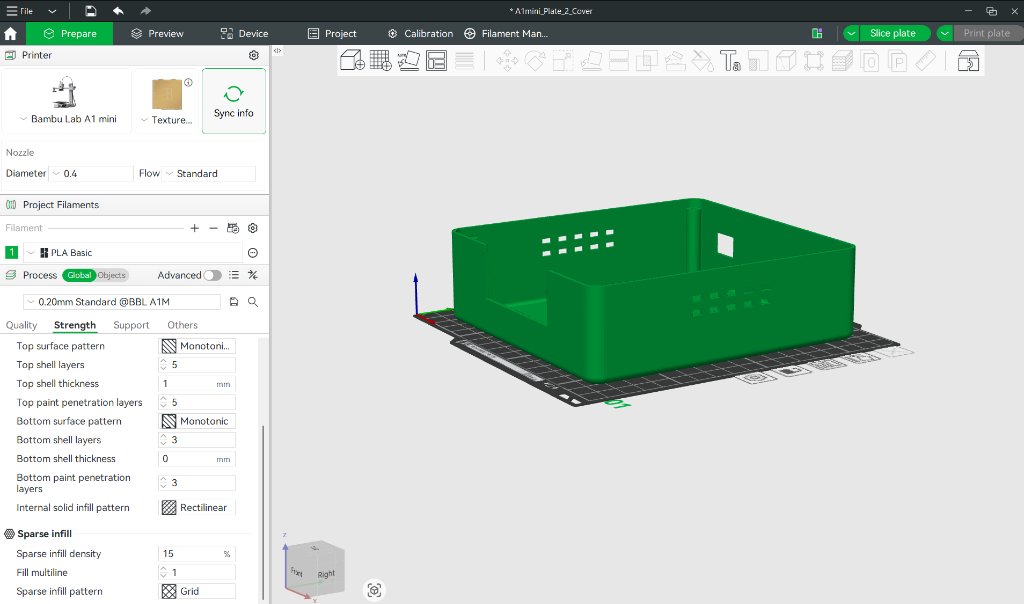 File
* A1mini_Plate_2_Cover
Prepare
Preview
Device
Project
Calibration
Filament Man...
Slice plate
Print plate
Printer
Bambu Lab A1 mini
Texture...
Sync info
Nozzle
Diameter 0.4 Flow Standard
Project Filaments
Filament
1 PLA Basic
Process Global Objects Advanced
0.20mm Standard @BBL A1M
Quality Strength Support Others
Top surface pattern Monotoni...
Top shell layers 5
Top shell thickness 1 mm
Top paint penetration layers 5
Bottom surface pattern Monotonic
Bottom shell layers 3
Bottom shell thickness 0 mm
Bottom paint penetration
layers 3
Internal solid infill pattern Rectilinear
Sparse infill
Sparse infill density 15 %
Fill multiline 1
Sparse infill pattern Grid
01
z
Front Right
x